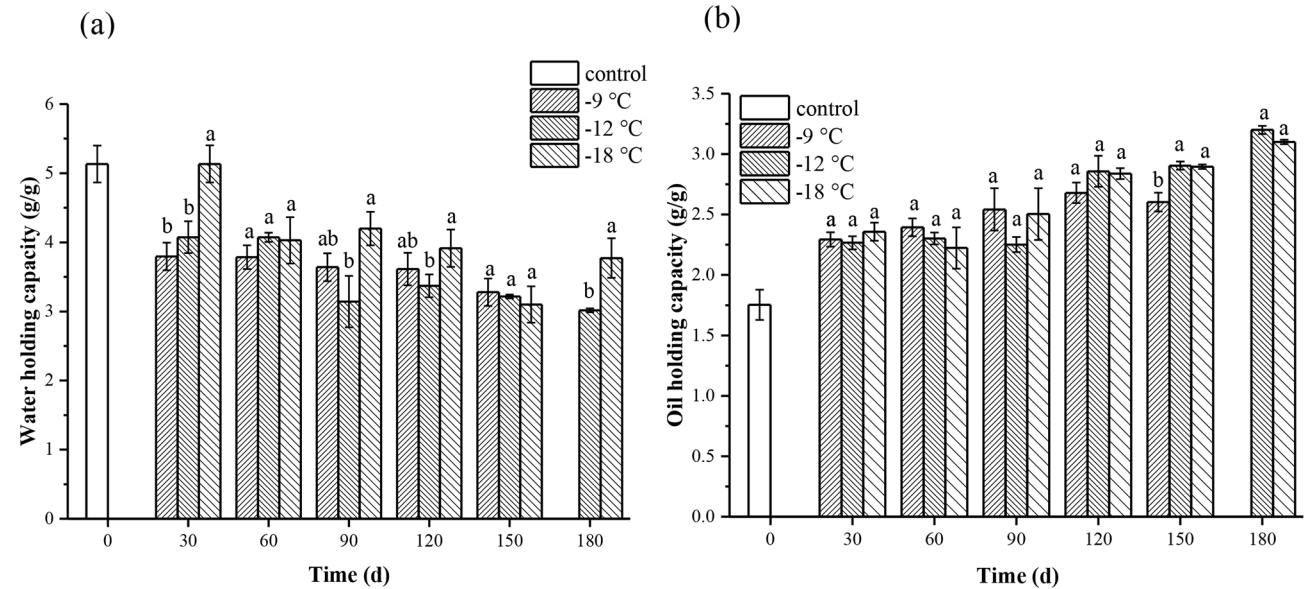 (a)
control
-9 °C
-12 °C
-18 °C
6
5
4
3
2
1
0
Water holding capacity (g/g)
b b a
a a a
ab b a
ab b a
a a a
b a
0 30 60 90 120 150 180
Time (d)
(b)
control
-9 °C
-12 °C
-18 °C
3.5
3.0
2.5
2.0
1.5
1.0
0.5
0.0
Oil holding capacity (g/g)
a a a
a a a
a a a
a a a
b a a
a a
0 30 60 90 120 150 180
Time (d)